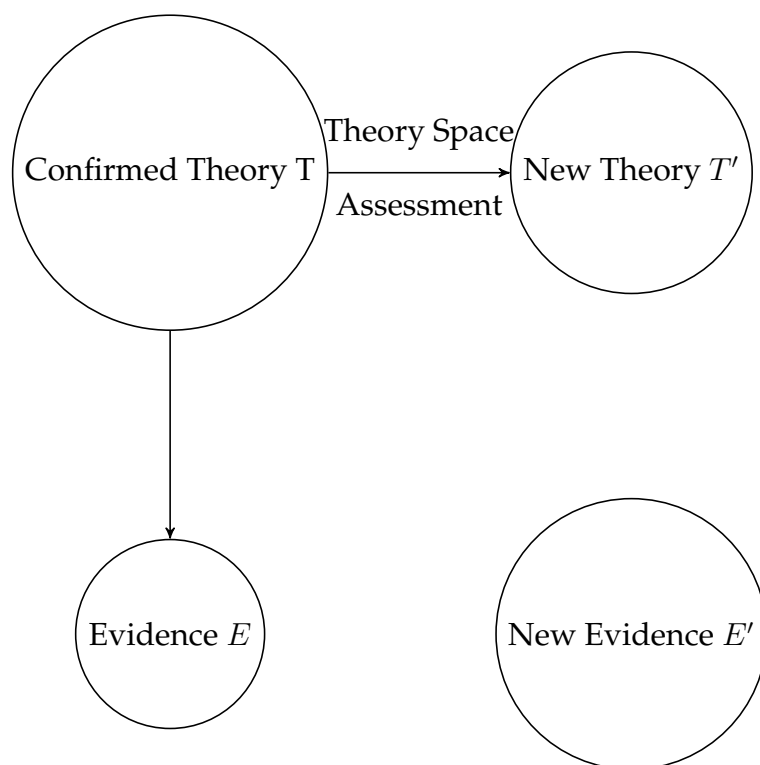 Theory Space
Confirmed Theory T
New Theory T′
Assessment
Evidence E
New Evidence E′